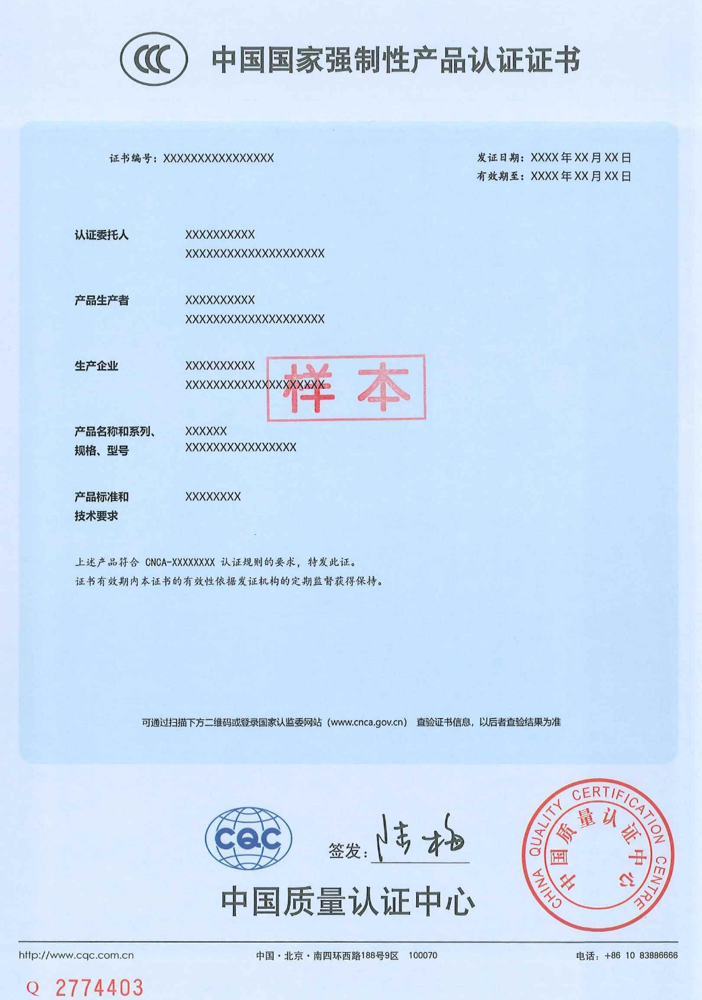 CCC 中国国家强制性产品认证证书
证书编号：XXXXXXXXXXXXXXXX
发证日期：XXXX 年 XX 月 XX 日
有效期至：XXXX 年 XX 月 XX 日
认证委托人 XXXXXXXXXX
XXXXXXXXXXXXXXXXXXXX
产品生产者 XXXXXXXXXX
XXXXXXXXXXXXXXXXXXXX
生产企业 XXXXXXXXXX
XXXXXXXXXXXXXXXXXXXX
样本
产品名称和系列、 XXXXXX
规格、型号 XXXXXXXXXXXXXXXX
产品标准和 XXXXXXXX
技术要求
上述产品符合 CNCA-XXXXXXXX 认证规则的要求，特发此证。
证书有效期内本证书的有效性依据发证机构的定期监督获得保持。
可通过扫描下方二维码或登录国家认监委网站（www.cnca.gov.cn） 查验证书信息，以后者查验结果为准
CQC
签发：陆梅
中国质量认证中心
CHINA QUALITY CERTIFICATION CENTRE
中国质量认证中心
http://www.cqc.com.cn
中国·北京·南四环西路188号9区 100070
电话：+86 10 83886666
Q 2774403